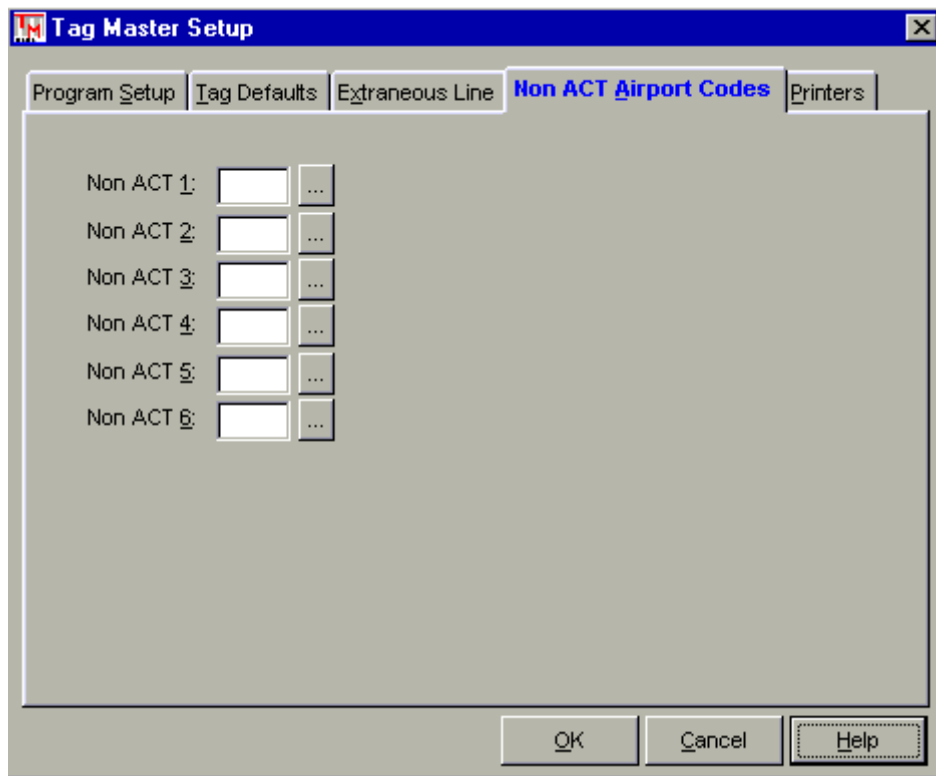 TM Tag Master Setup
Program Setup Tag Defaults Extraneous Line Non ACT Airport Codes Printers
Non ACT 1: ...
Non ACT 2: ...
Non ACT 3: ...
Non ACT 4: ...
Non ACT 5: ...
Non ACT 6: ...
OK Cancel Help